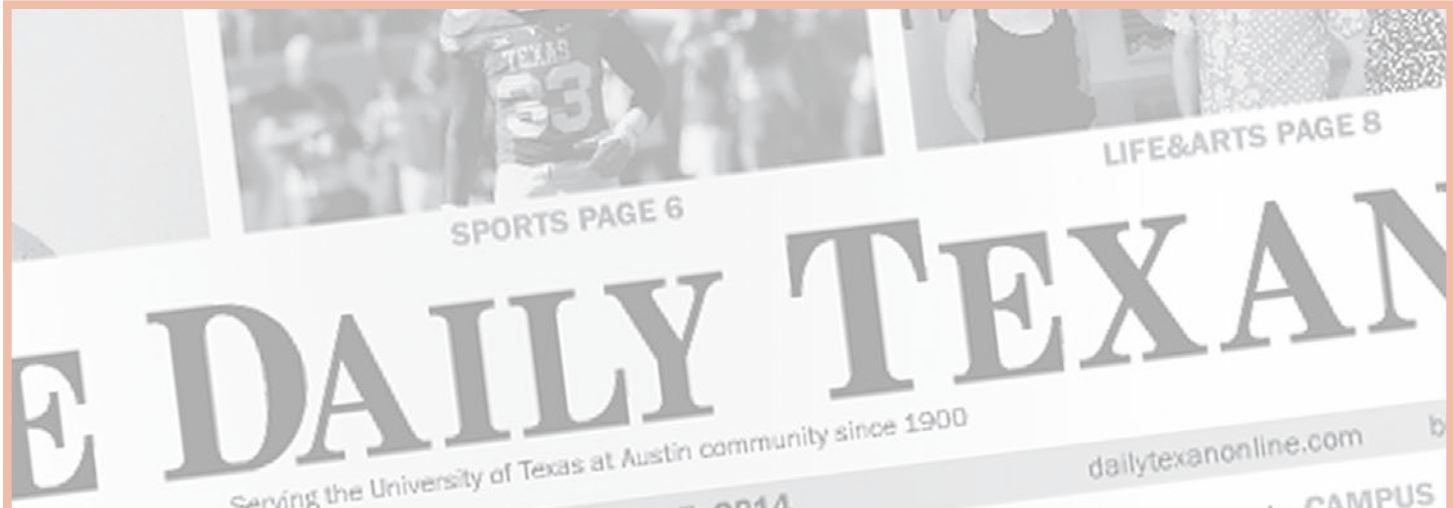 TEXAS
33
LIFE&ARTS PAGE 8
SPORTS PAGE 6
E DAILY TEXAN
Serving the University of Texas at Austin community since 1900
dailytexanonline.com
2014
CAMPUS